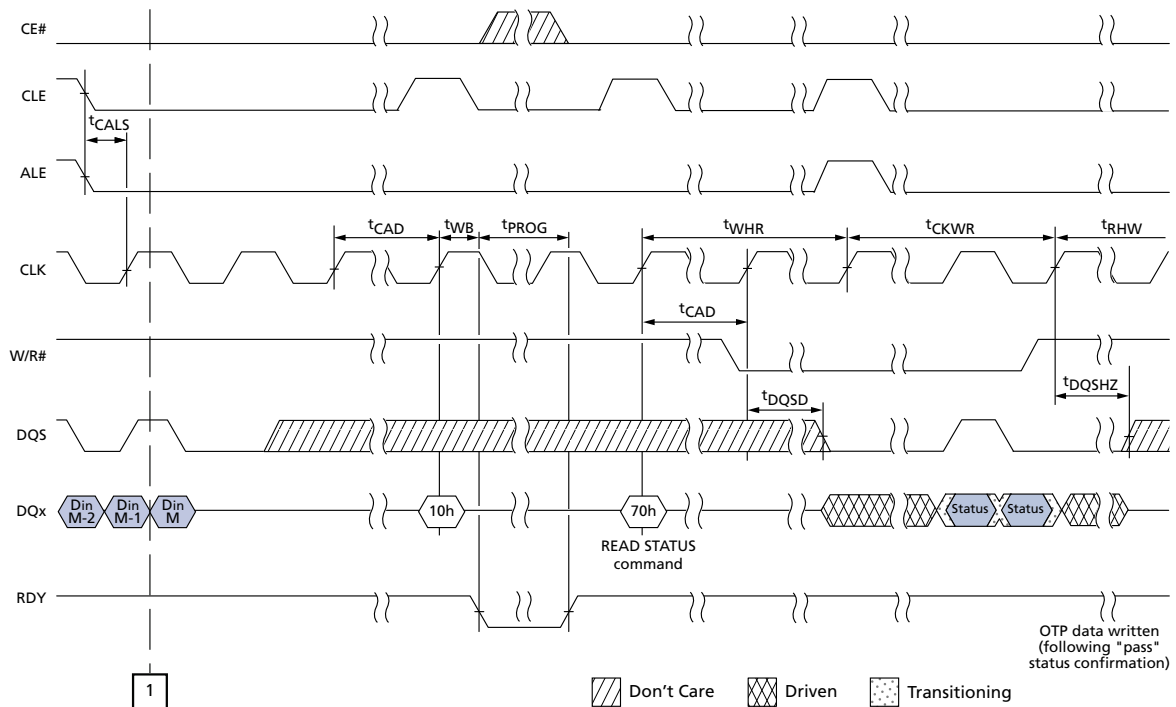 CE#
CLE
tCALS
ALE
tCAD
tWB
tPROG
tWHR
tCKWR
tRHW
CLK
tCAD
W/R#
tDQSD
tDQSHZ
DQS
DQx
Din M-2
Din M-1
Din M
10h
70h
Status
Status
READ STATUS
command
RDY
OTP data written
(following "pass"
status confirmation)
1
Don't Care
Driven
Transitioning